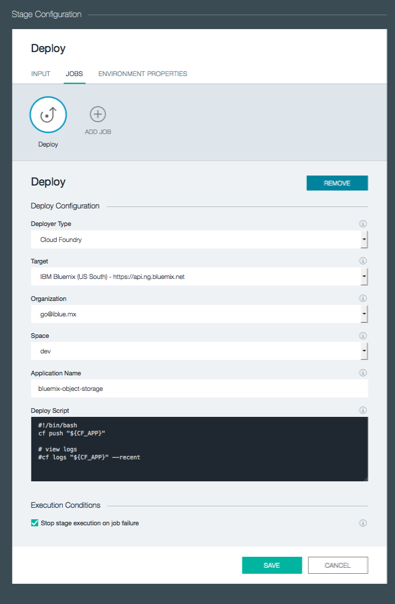 Stage Configuration
Deploy
INPUT JOBS ENVIRONMENT PROPERTIES
Deploy ADD JOB
Deploy REMOVE
Deploy Configuration
Deployer Type
Cloud Foundry
Target
IBM Bluemix (US South) - https://api.ng.bluemix.net
Organization
go@iblue.mx
Space
dev
Application Name
bluemix-object-storage
Deploy Script
#!/bin/bash
cf push "${CF_APP}"
# view logs
#cf logs "${CF_APP}" --recent
Execution Conditions
Stop stage execution on job failure
SAVE CANCEL